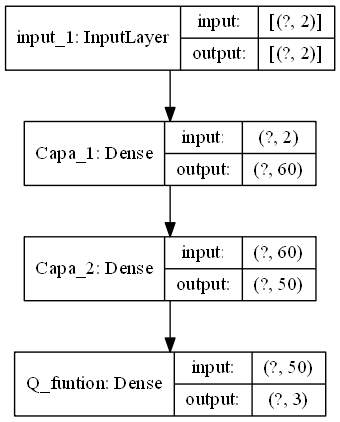 input_1: InputLayer
input: [(?, 2)]
output: [(?, 2)]
Capa_1: Dense
input: (?, 2)
output: (?, 60)
Capa_2: Dense
input: (?, 60)
output: (?, 50)
Q_funtion: Dense
input: (?, 50)
output: (?, 3)